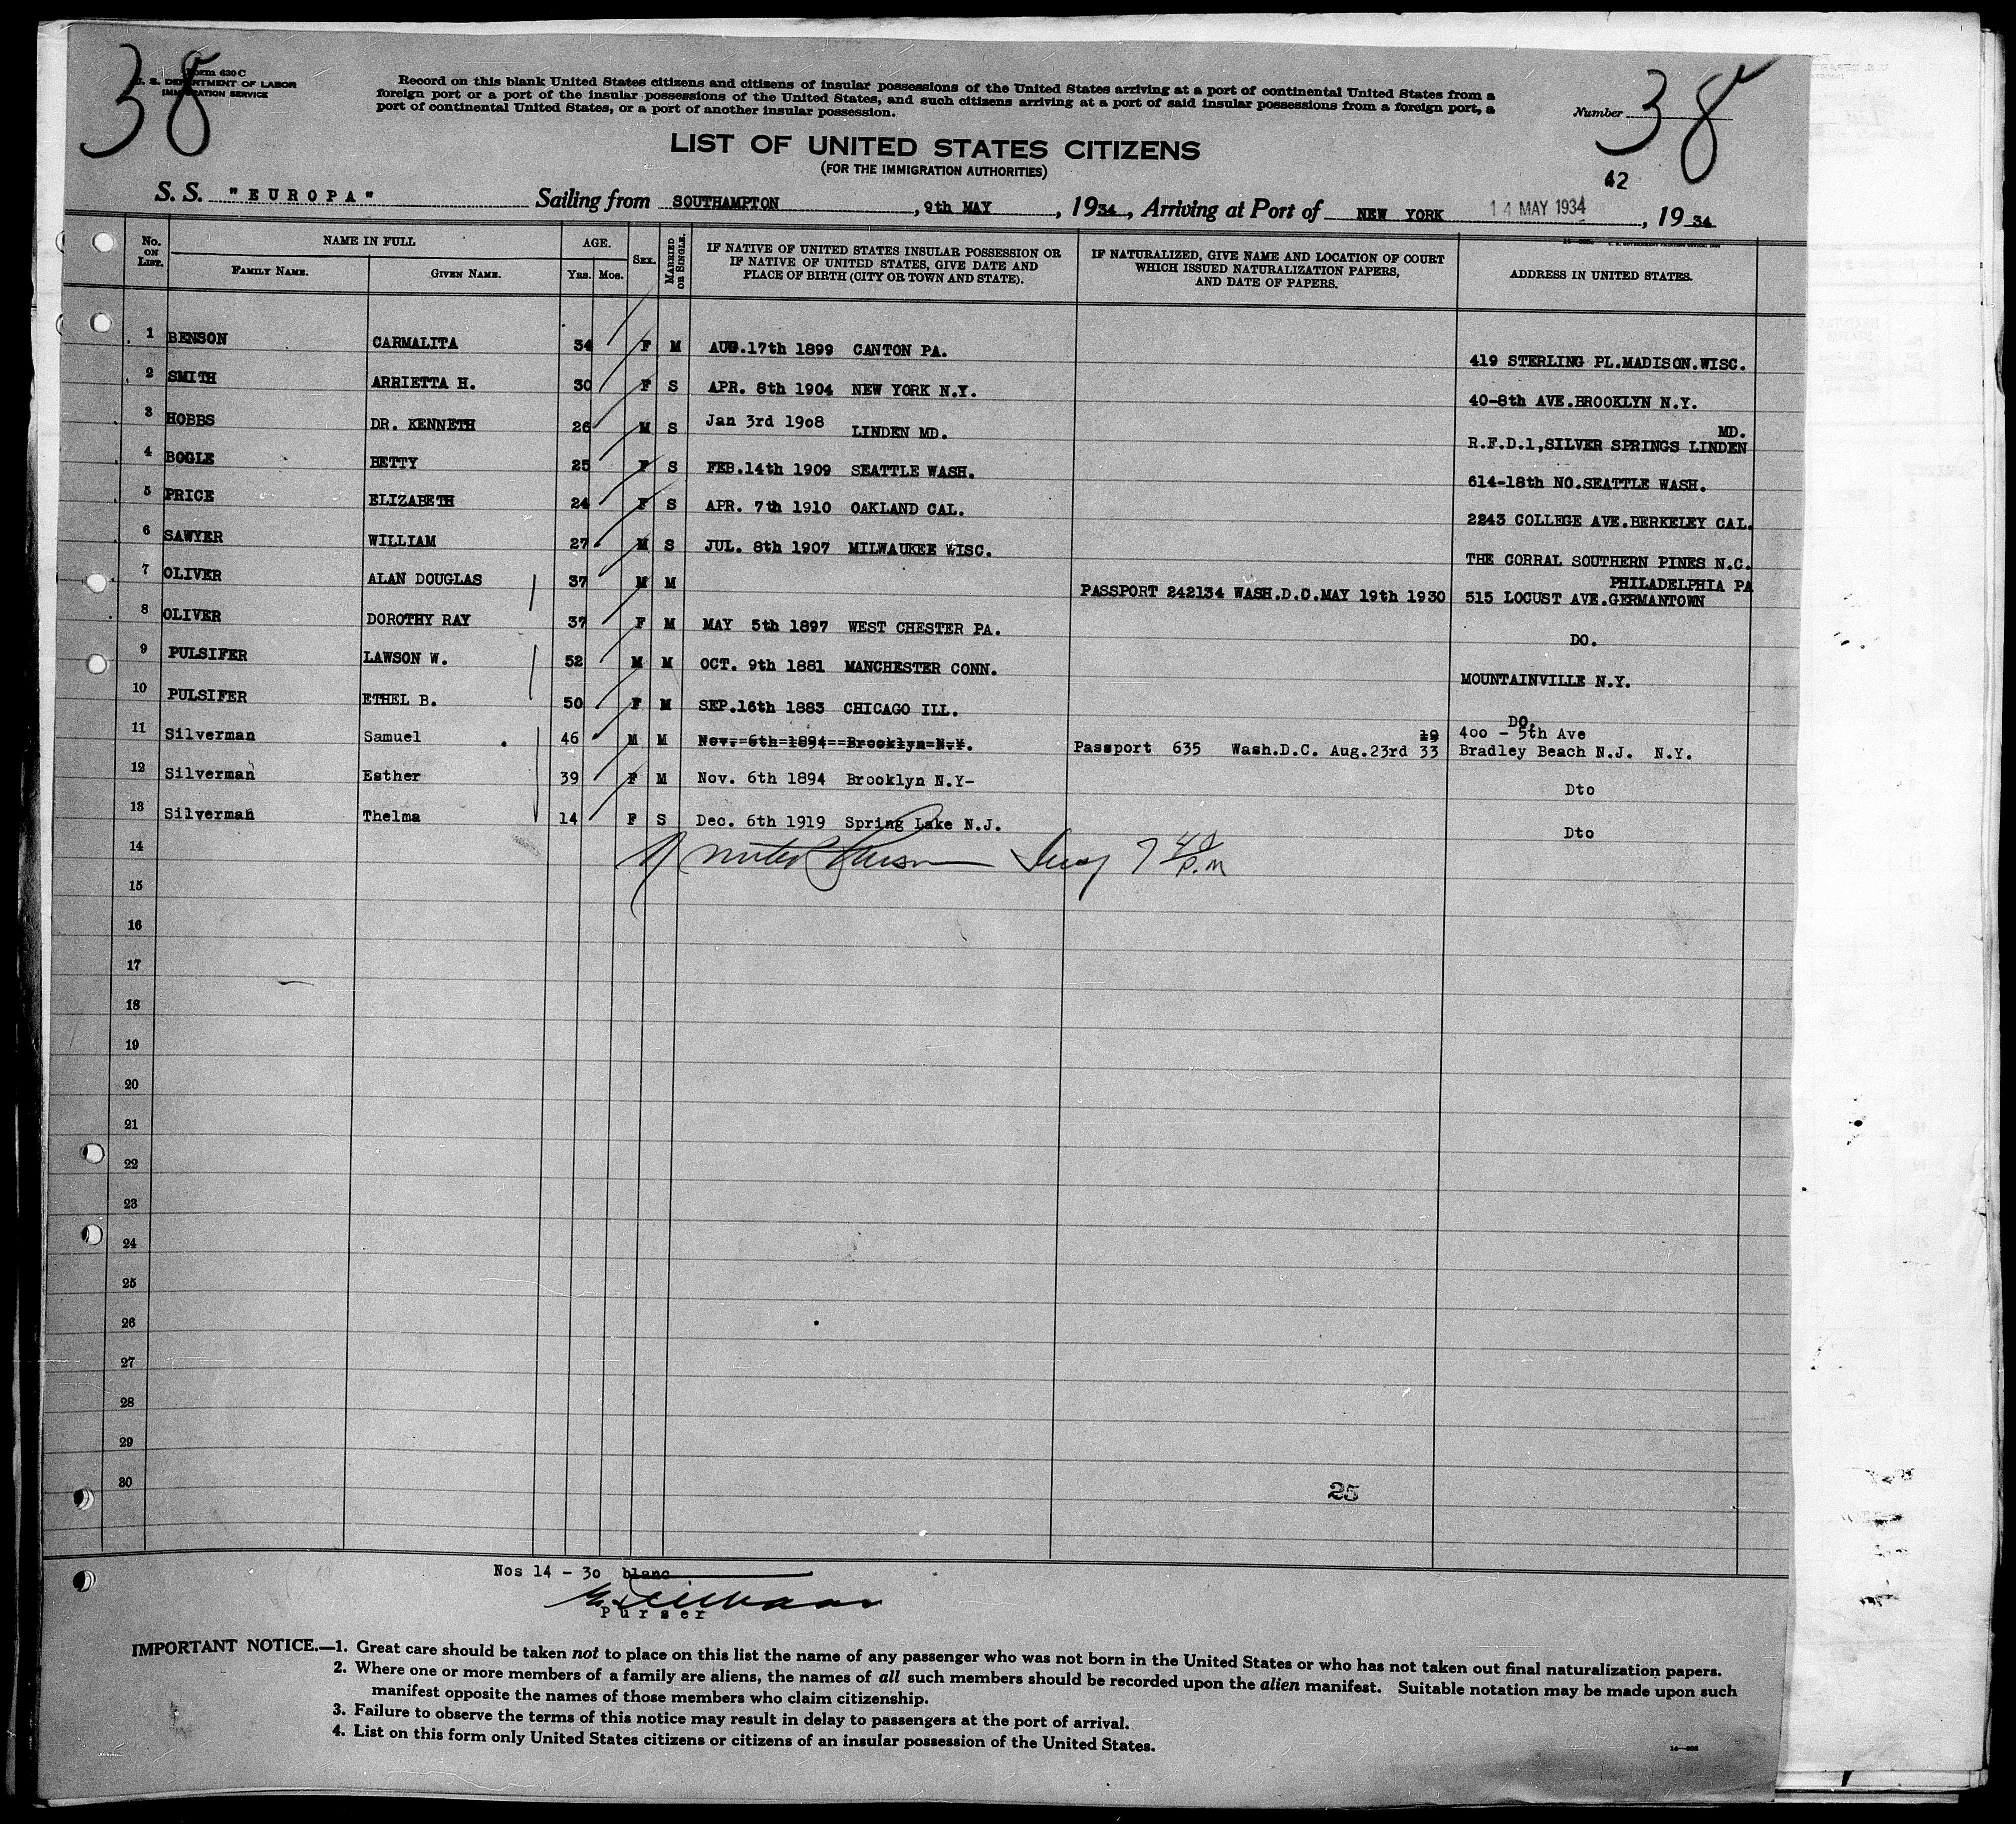 38
Form 630 C
U. S. DEPARTMENT OF LABOR
IMMIGRATION SERVICE
Record on this blank United States citizens and citizens of insular possessions of the United States arriving at a port of continental United States from a
foreign port or a port of the insular possessions of the United States, and such citizens arriving at a port of said insular possessions from a foreign port, a
port of continental United States, or a port of another insular possession.
Number 38
42
LIST OF UNITED STATES CITIZENS
(FOR THE IMMIGRATION AUTHORITIES)
S. S. "EUROPA" Sailing from SOUTHAMPTON, 9th MAY, 1934, Arriving at Port of NEW YORK 14 MAY 1934, 1934
No. ON LIST. NAME IN FULL FAMILY NAME. GIVEN NAME. AGE. Yrs. Mos. SEX. MARRIED OR SINGLE. IF NATIVE OF UNITED STATES INSULAR POSSESSION OR IF NATIVE OF UNITED STATES, GIVE DATE AND PLACE OF BIRTH (CITY OR TOWN AND STATE). IF NATURALIZED, GIVE NAME AND LOCATION OF COURT WHICH ISSUED NATURALIZATION PAPERS, AND DATE OF PAPERS. ADDRESS IN UNITED STATES.
1 BENSON CARMALITA 34 F M AUG.17th 1899 CANTON PA. 419 STERLING PL.MADISON.WISC.
2 SMITH ARRIETTA H. 30 F S APR. 8th 1904 NEW YORK N.Y. 40-8th AVE.BROOKLYN N.Y.
3 HOBBS DR. KENNETH 26 M S Jan 3rd 1908 LINDEN MD. R.F.D.1,SILVER SPRINGS LINDEN MD.
4 BOGLE BETTY 25 F S FEB.14th 1909 SEATTLE WASH. 614-18th NO.SEATTLE WASH.
5 PRICE ELIZABETH 24 F S APR. 7th 1910 OAKLAND CAL. 2243 COLLEGE AVE.BERKELEY CAL.
6 SAWYER WILLIAM 27 M S JUL. 8th 1907 MILWAUKEE WISC. THE CORRAL SOUTHERN PINES N.C.
7 OLIVER ALAN DOUGLAS 37 M M PASSPORT 242134 WASH.D.C.MAY 19th 1930 515 LOCUST AVE.GERMANTOWN PHILADELPHIA PA
8 OLIVER DOROTHY RAY 37 F M MAY 5th 1897 WEST CHESTER PA. DO.
9 PULSIFER LAWSON W. 52 M M OCT. 9th 1881 MANCHESTER CONN. MOUNTAINVILLE N.Y.
10 PULSIFER ETHEL B. 50 F M SEP.16th 1883 CHICAGO ILL. DO.
11 Silverman Samuel 46 M M Nov. 6th 1894 Brooklyn N.Y. Passport 635 Wash.D.C. Aug.23rd 19 33 400 - 5th Ave Bradley Beach N.J. N.Y.
12 Silverman Esther 39 F M Nov. 6th 1894 Brooklyn N.Y- Dto
13 Silverman Thelma 14 F S Dec. 6th 1919 Spring Lake N.J. Dto
14
15
16
17
18
19
20
21
22
23
24
25
26
27
28
29
30
25
Nos 14 - 30 blanc
Purser
IMPORTANT NOTICE.—1. Great care should be taken not to place on this list the name of any passenger who was not born in the United States or who has not taken out final naturalization papers.
2. Where one or more members of a family are aliens, the names of all such members should be recorded upon the alien manifest. Suitable notation may be made upon such
manifest opposite the names of those members who claim citizenship.
3. Failure to observe the terms of this notice may result in delay to passengers at the port of arrival.
4. List on this form only United States citizens or citizens of an insular possession of the United States.